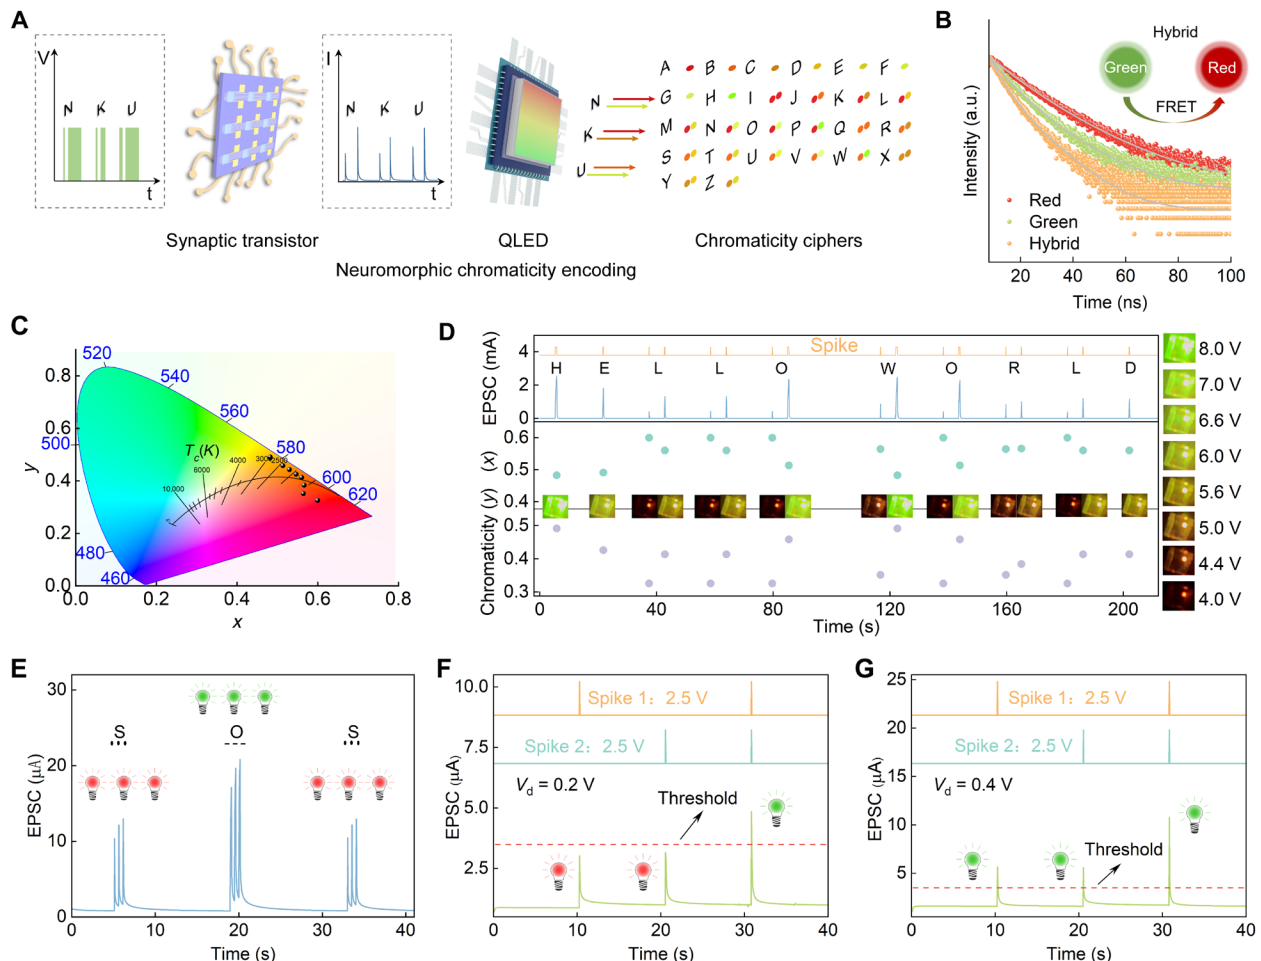 A
V
N K U
t
I
N K U
t
N
K
U
A B C D E F
G H I J K L
M N O P Q R
S T U V W X
Y Z
Synaptic transistor
QLED
Chromaticity ciphers
Neuromorphic chromaticity encoding
B
Intensity (a.u.)
Hybrid
Green
Red
FRET
Red
Green
Hybrid
20 40 60 80 100
Time (ns)
C
y
0.8
0.6
0.4
0.2
0.0
520
540
560
500
580
600
620
480
460
Tc(K)
10,000
6000
4000
3000
2500
0.0 0.2 0.4 0.6 0.8
x
D
EPSC (mA)
4
2
0
Spike
H E L L O W O R L D
Chromaticity (y) (x)
0.6
0.5
0.4
0.5
0.4
0.3
0 40 80 120 160 200
Time (s)
8.0 V
7.0 V
6.6 V
6.0 V
5.6 V
5.0 V
4.4 V
4.0 V
E
EPSC (μA)
30
20
10
0
S O S
0 10 20 30 40
Time (s)
F
EPSC (μA)
10.0
7.5
5.0
2.5
Spike 1: 2.5 V
Spike 2: 2.5 V
Vd = 0.2 V
Threshold
0 10 20 30 40
Time (s)
G
EPSC (μA)
25
20
15
10
5
Spike 1: 2.5 V
Spike 2: 2.5 V
Vd = 0.4 V
Threshold
0 10 20 30 40
Time (s)